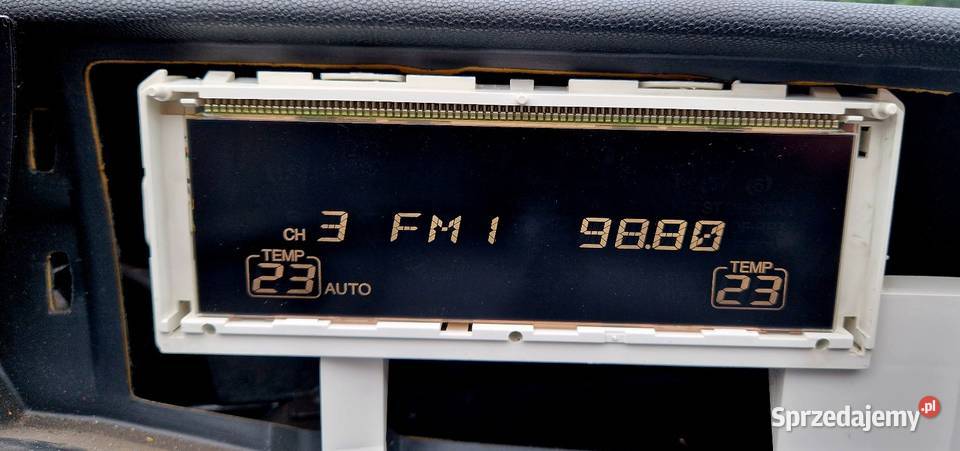 CH 3 FM1 98.80
TEMP
23 AUTO
TEMP
23
Sprzedajemy.pl